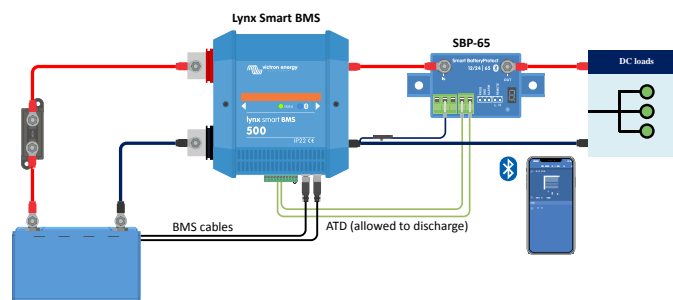 Lynx Smart BMS
SBP-65
victron energy
Smart BatteryProtect
12/24 | 65
IN
OUT
DC loads
lynx smart BMS
500
IP22
BMS cables
ATD (allowed to discharge)